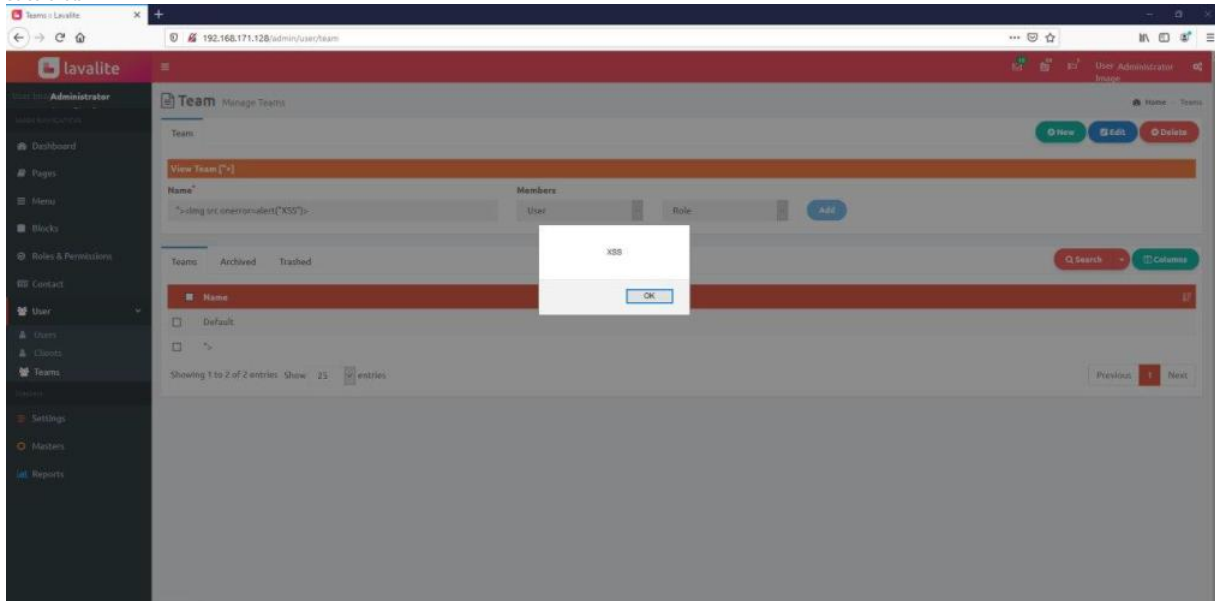 Teams :: Lavalite
192.168.171.128/admin/user/team
lavalite
User Administrator
Image
Administrator
Team Manage Teams
Home Teams
Team
New Edit Delete
Dashboard
Pages
Menu
Blocks
Roles & Permissions
Contact
User
Users
Clients
Teams
Settings
Masters
Reports
View Team [">]
Name*
Members
"><img src onerror=alert("XSS")>
User
Role
Add
XSS
OK
Teams Archived Trashed
Search Columns
Name
Default
">
Showing 1 to 2 of 2 entries Show 25 entries
Previous 1 Next